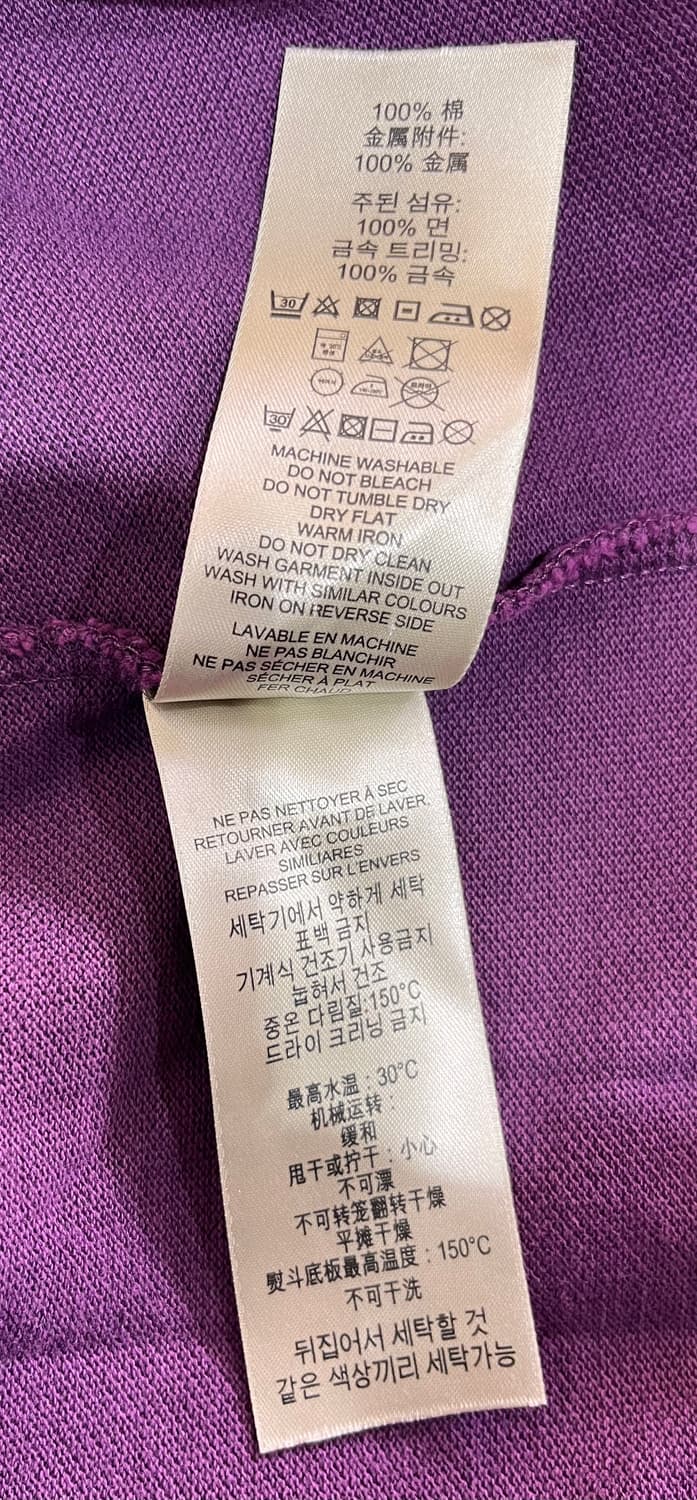 100% 棉
金属附件:
100% 金属
주된 섬유:
100% 면
금속 트리밍:
100% 금속
30
30
MACHINE WASHABLE
DO NOT BLEACH
DO NOT TUMBLE DRY
DRY FLAT
WARM IRON
DO NOT DRY CLEAN
WASH GARMENT INSIDE OUT
WASH WITH SIMILAR COLOURS
IRON ON REVERSE SIDE
LAVABLE EN MACHINE
NE PAS BLANCHIR
NE PAS SÉCHER EN MACHINE
SÉCHER À PLAT
FER CHAUD
NE PAS NETTOYER À SEC
RETOURNER AVANT DE LAVER.
LAVER AVEC COULEURS
SIMILIARES
REPASSER SUR L'ENVERS
세탁기에서 약하게 세탁
표백 금지
기계식 건조기 사용금지
눕혀서 건조
중온 다림질:150°C
드라이 크리닝 금지
最高水温 : 30°C
机械运转 :
缓和
甩干或拧干 : 小心
不可漂
不可转笼翻转干燥
平摊干燥
熨斗底板最高温度 : 150°C
不可干洗
뒤집어서 세탁할 것
같은 색상끼리 세탁가능